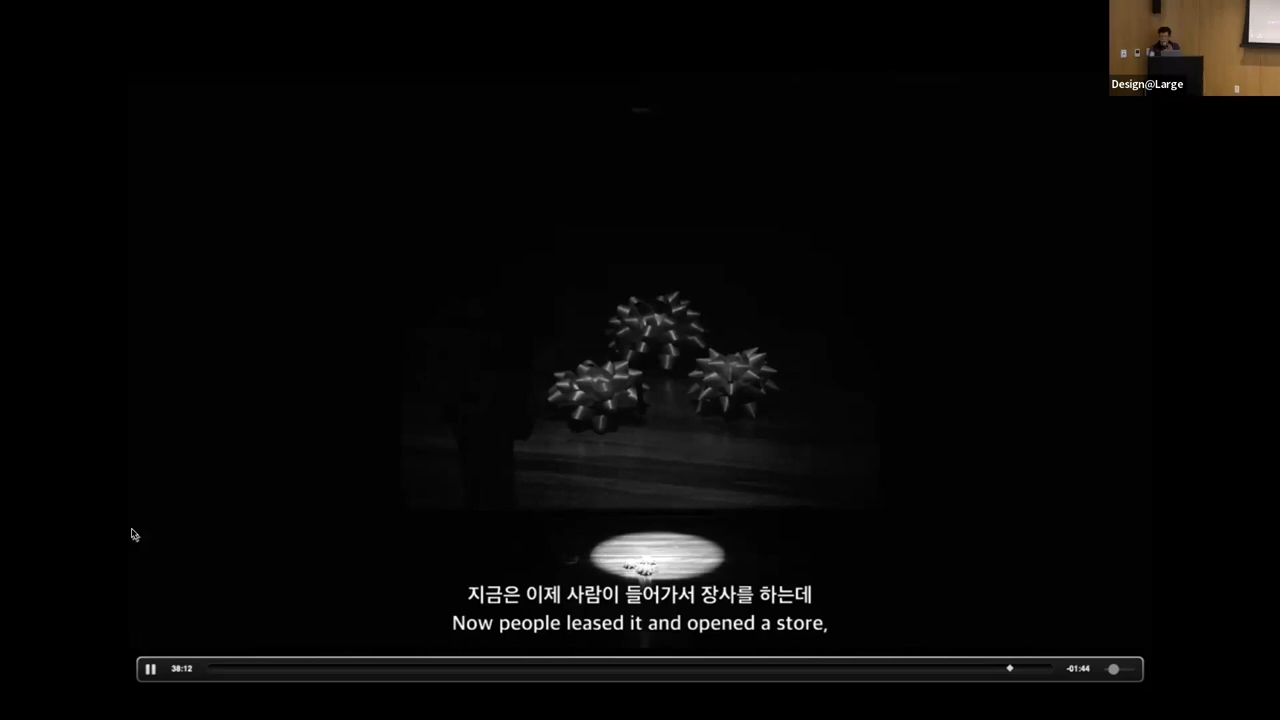 Design@Large
지금은 이제 사람이 들어가서 장사를 하는데
Now people leased it and opened a store,
38:12
-01:44